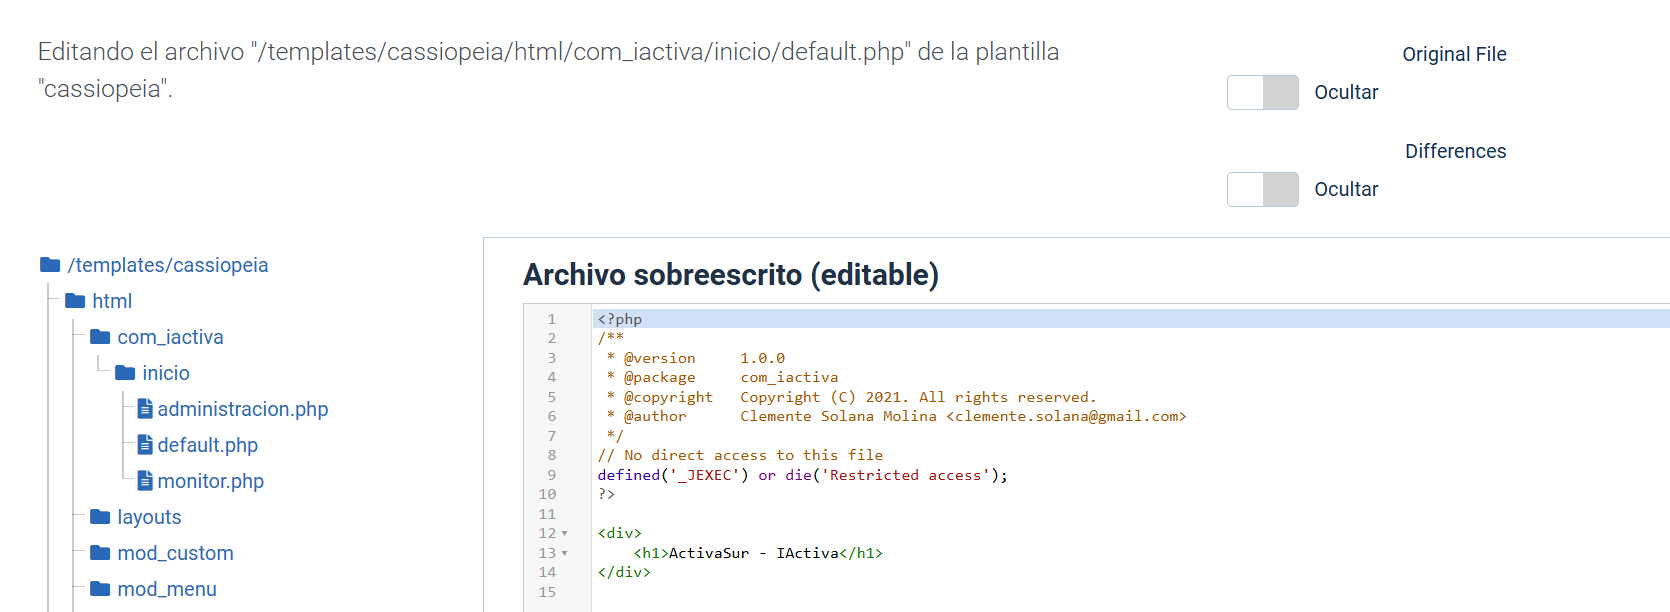 Editando el archivo "/templates/cassiopeia/html/com_iactiva/inicio/default.php" de la plantilla
"cassiopeia".
Original File
Ocultar
Differences
Ocultar
/templates/cassiopeia
html
com_iactiva
inicio
administracion.php
default.php
monitor.php
layouts
mod_custom
mod_menu
Archivo sobreescrito (editable)
1 <?php
2 /**
3  * @version     1.0.0
4  * @package     com_iactiva
5  * @copyright   Copyright (C) 2021. All rights reserved.
6  * @author      Clemente Solana Molina <clemente.solana@gmail.com>
7  */
8 // No direct access to this file
9 defined('_JEXEC') or die('Restricted access');
10 ?>
11
12 <div>
13     <h1>ActivaSur - IActiva</h1>
14 </div>
15